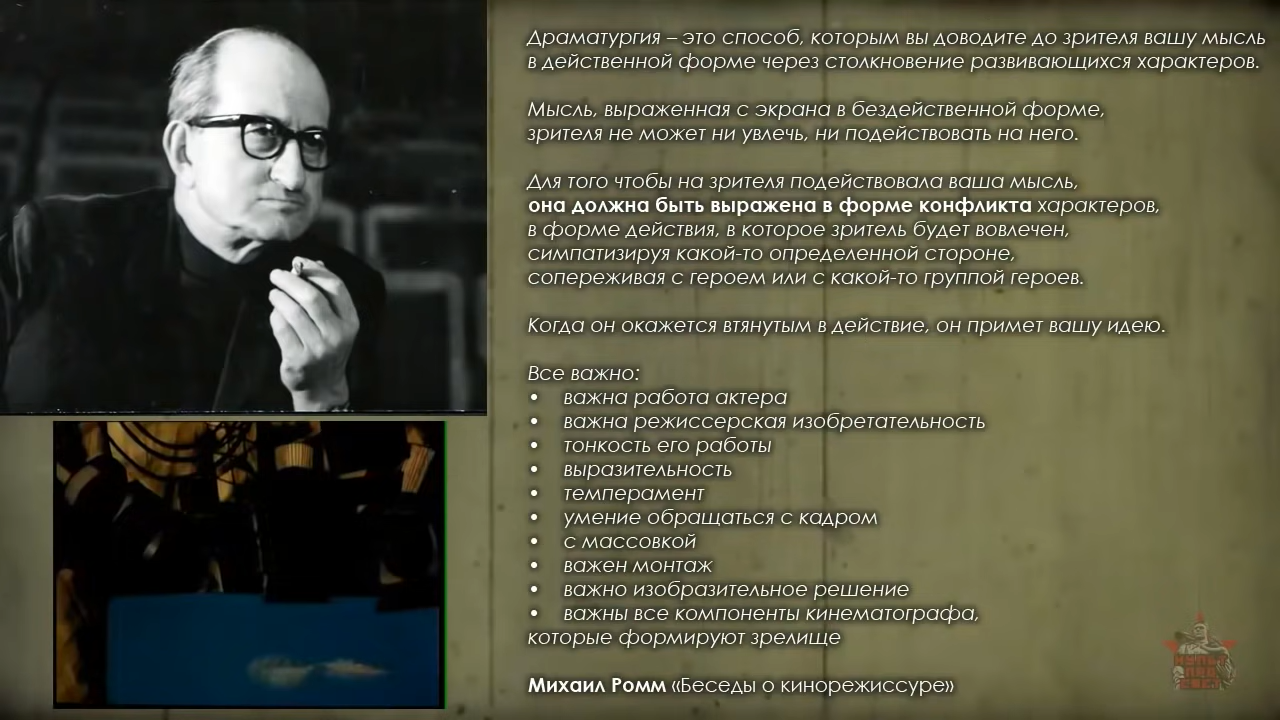 Драматургия – это способ, которым вы доводите до зрителя вашу мысль
в действенной форме через столкновение развивающихся характеров.
Мысль, выраженная с экрана в бездейственной форме,
зрителя не может ни увлечь, ни подействовать на него.
Для того чтобы на зрителя подействовала ваша мысль,
она должна быть выражена в форме конфликта характеров,
в форме действия, в которое зритель будет вовлечен,
симпатизируя какой-то определенной стороне,
сопереживая с героем или с какой-то группой героев.
Когда он окажется втянутым в действие, он примет вашу идею.
Все важно:
• важна работа актера
• важна режиссерская изобретательность
• тонкость его работы
• выразительность
• темперамент
• умение обращаться с кадром
• с массовкой
• важен монтаж
• важно изобразительное решение
• важны все компоненты кинематографа,
которые формируют зрелище
Михаил Ромм «Беседы о кинорежиссуре»